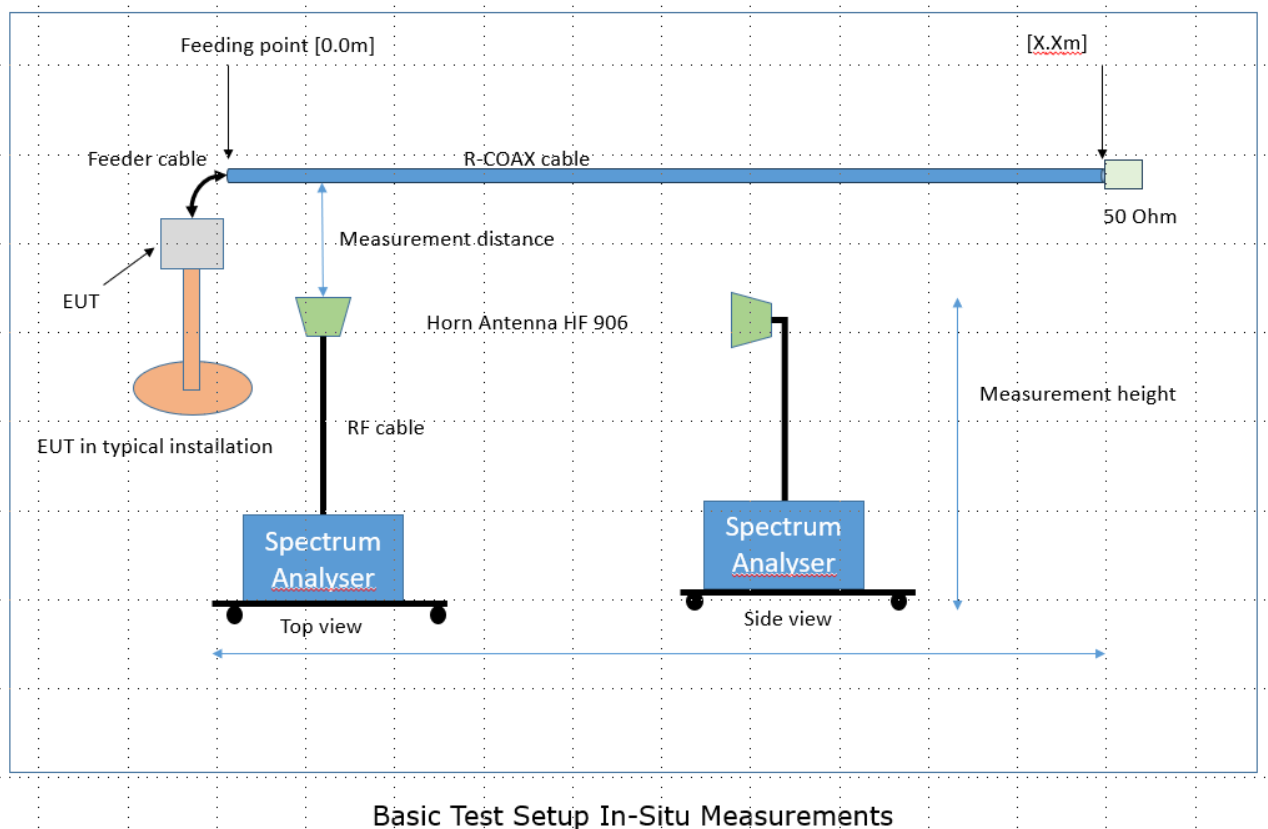 Feeding point [0.0m]
[X.Xm]
Feeder cable
R-COAX cable
50 Ohm
Measurement distance
EUT
Horn Antenna HF 906
Measurement height
RF cable
EUT in typical installation
Spectrum
Analyser
Spectrum
Analyser
Top view
Side view
Basic Test Setup In-Situ Measurements